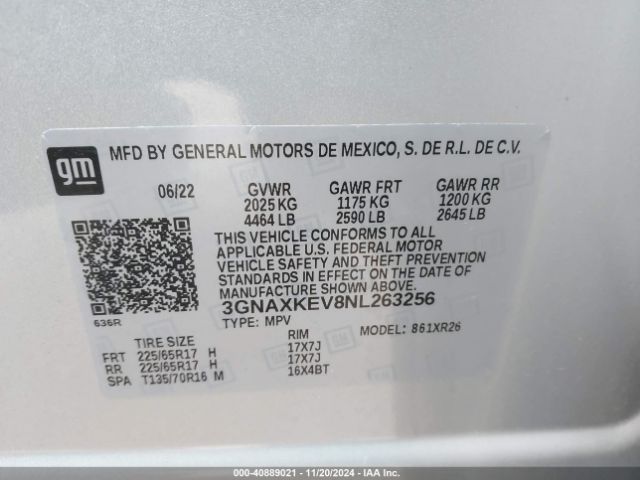 gm
MFD BY GENERAL MOTORS DE MEXICO, S. DE R.L. DE C.V.
06/22 GVWR GAWR FRT GAWR RR
2025 KG 1175 KG 1200 KG
4464 LB 2590 LB 2645 LB
THIS VEHICLE CONFORMS TO ALL
APPLICABLE U.S. FEDERAL MOTOR
VEHICLE SAFETY AND THEFT PREVENTION
STANDARDS IN EFFECT ON THE DATE
OF MANUFACTURE SHOWN ABOVE.
3GNAXKEV8NL263256
636R
TYPE: MPV MODEL: 861XR26
TIRE SIZE RIM
FRT 225/65R17 H 17X7J
RR 225/65R17 H 17X7J
SPA T135/70R16 M 16X4BT
000-40889021 - 11/20/2024 - IAA Inc.